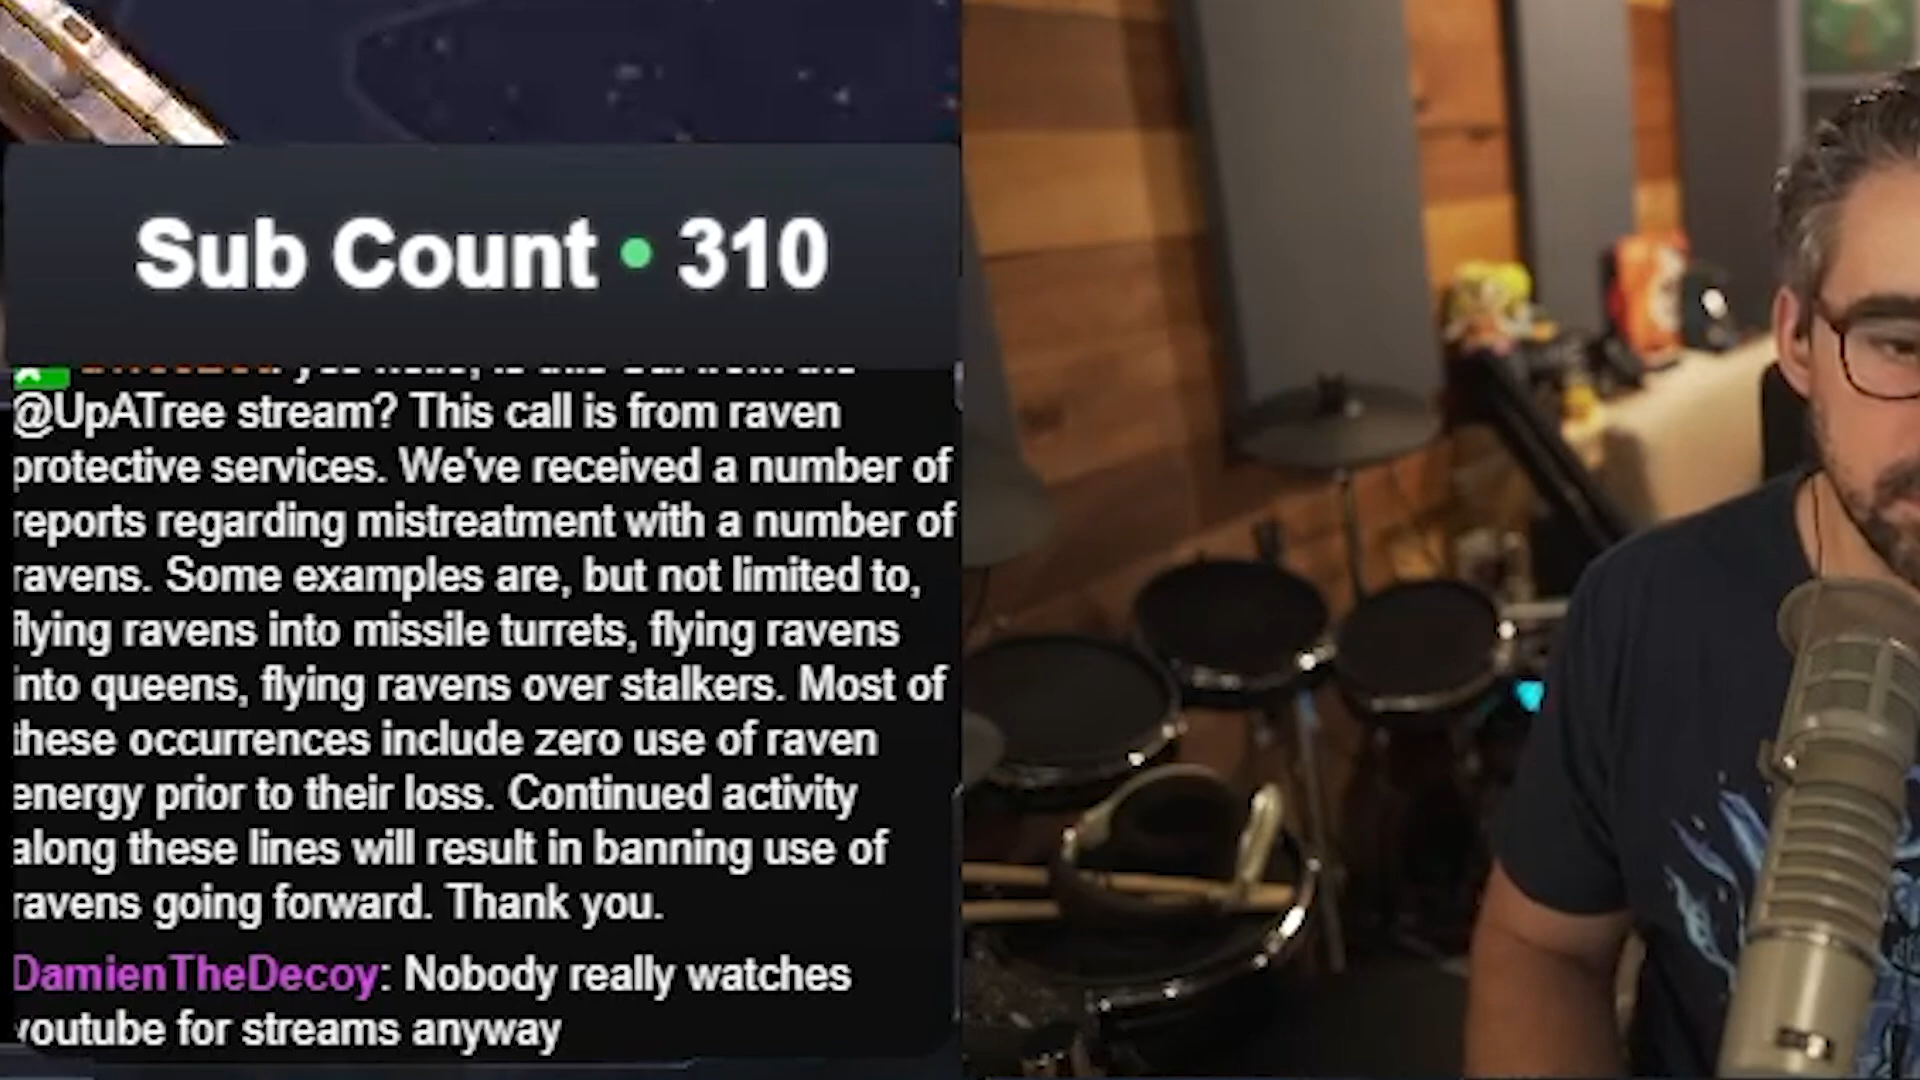 Sub Count • 310
@UpATree stream? This call is from raven
protective services. We've received a number of
reports regarding mistreatment with a number of
ravens. Some examples are, but not limited to,
flying ravens into missile turrets, flying ravens
into queens, flying ravens over stalkers. Most of
these occurrences include zero use of raven
energy prior to their loss. Continued activity
along these lines will result in banning use of
ravens going forward. Thank you.
DamienTheDecoy: Nobody really watches
youtube for streams anyway